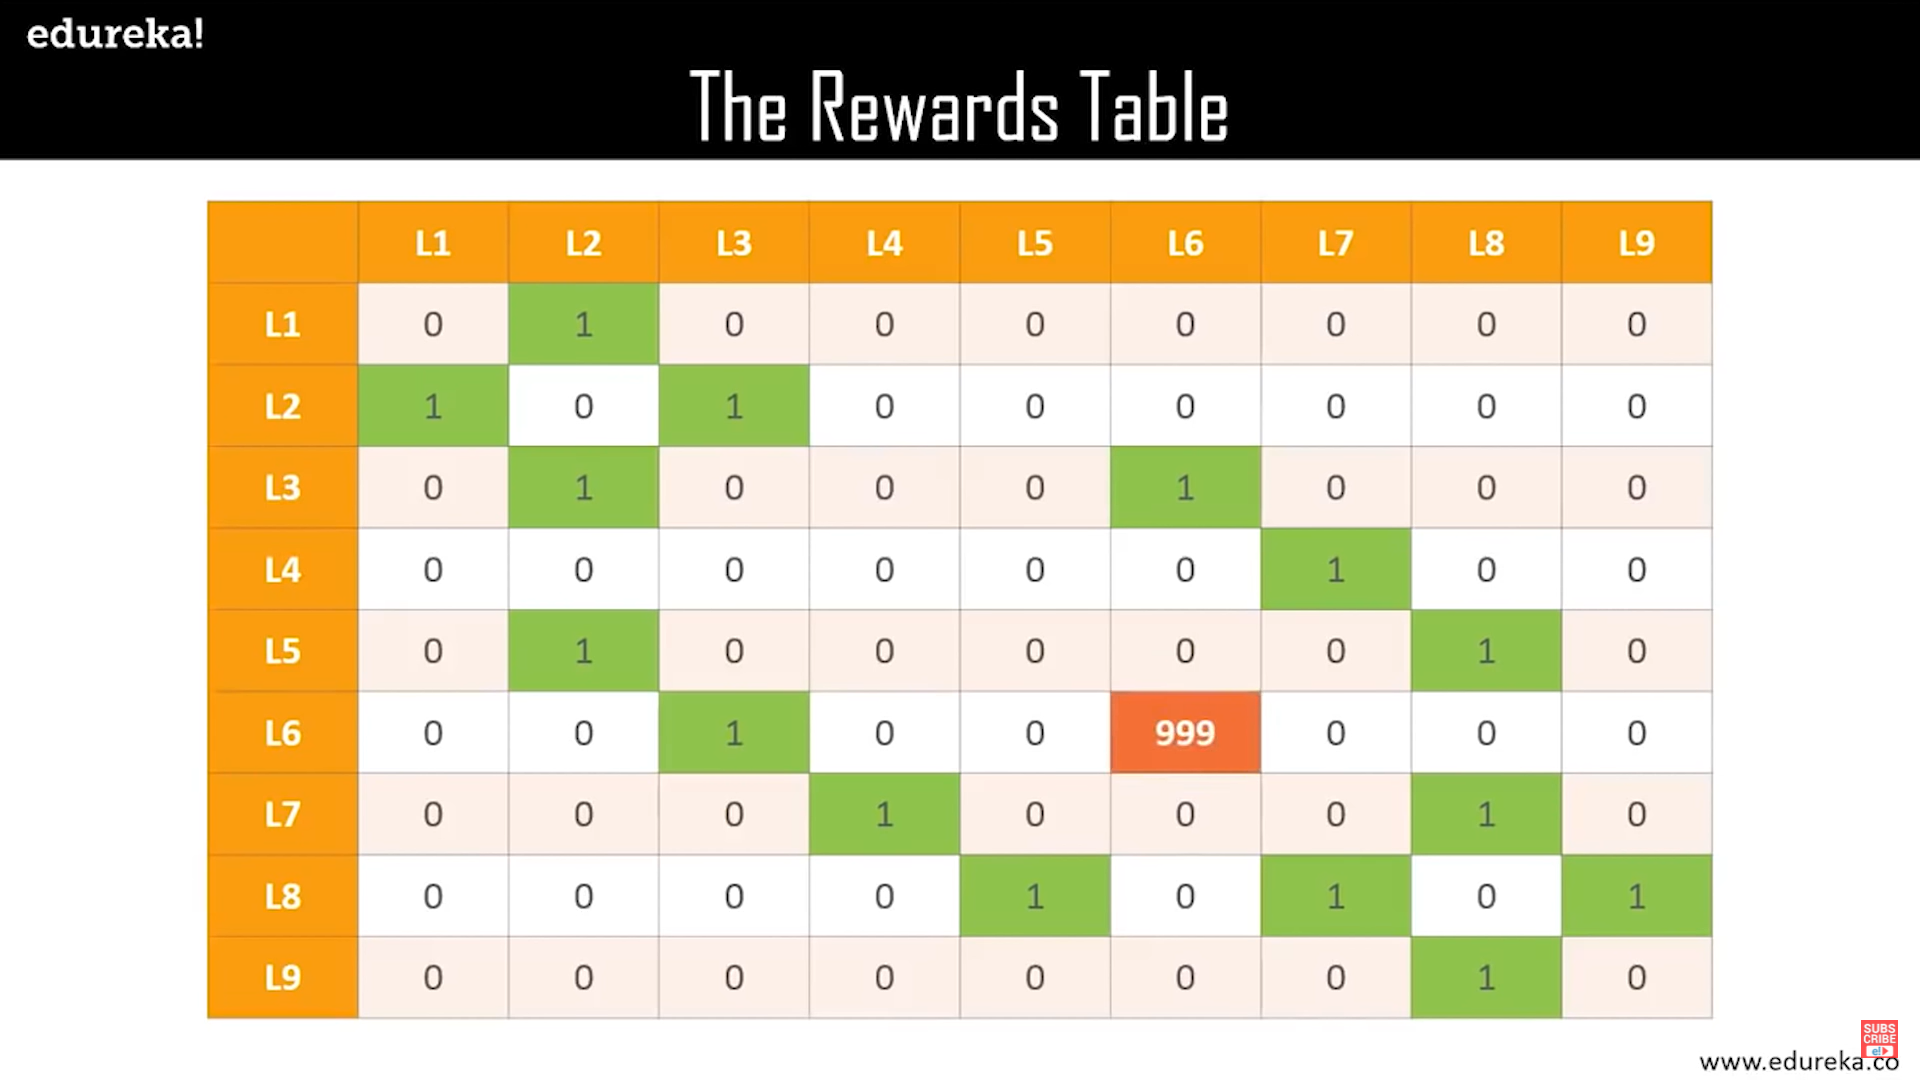 edureka!
The Rewards Table
L1 L2 L3 L4 L5 L6 L7 L8 L9
L1 0 1 0 0 0 0 0 0 0
L2 1 0 1 0 0 0 0 0 0
L3 0 1 0 0 0 1 0 0 0
L4 0 0 0 0 0 0 1 0 0
L5 0 1 0 0 0 0 0 1 0
L6 0 0 1 0 0 999 0 0 0
L7 0 0 0 1 0 0 0 1 0
L8 0 0 0 0 1 0 1 0 1
L9 0 0 0 0 0 0 0 1 0
SUBS
CRIBE
e!
www.edureka.co